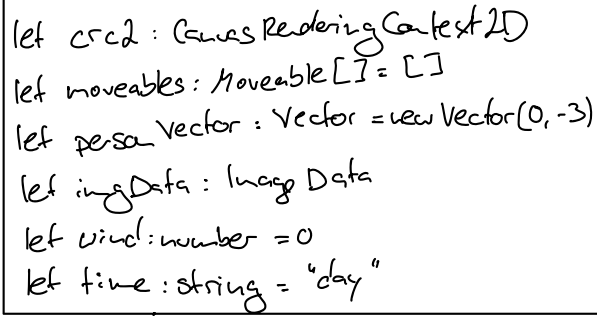 let crc2 : CanvasRenderingContext2D
let moveables : Moveable[] = []
let personVector : Vector = new Vector(0, -3)
let imgData : ImageData
let wind : number = 0
let time : string = "day"